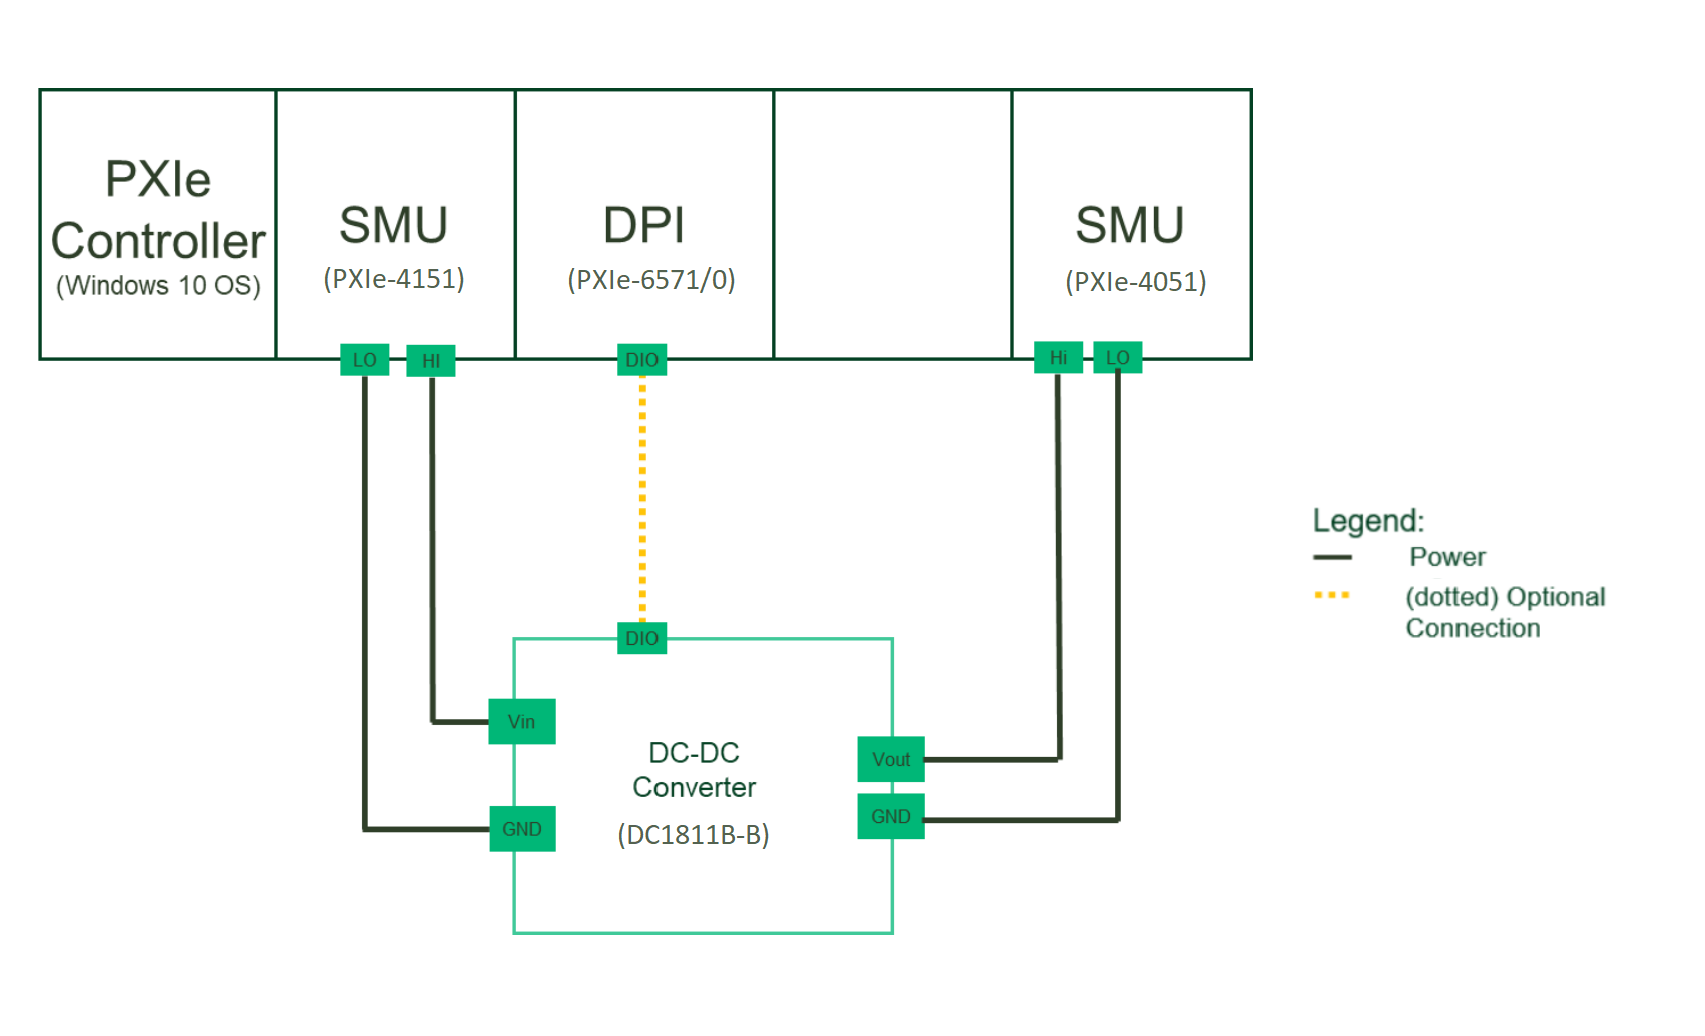 PXIe
Controller
(Windows 10 OS)
SMU
(PXIe-4151)
DPI
(PXIe-6571/0)
SMU
(PXIe-4051)
LO
HI
DIO
Hi
LO
Legend:
Power
(dotted) Optional
Connection
DIO
Vin
GND
DC-DC
Converter
(DC1811B-B)
Vout
GND